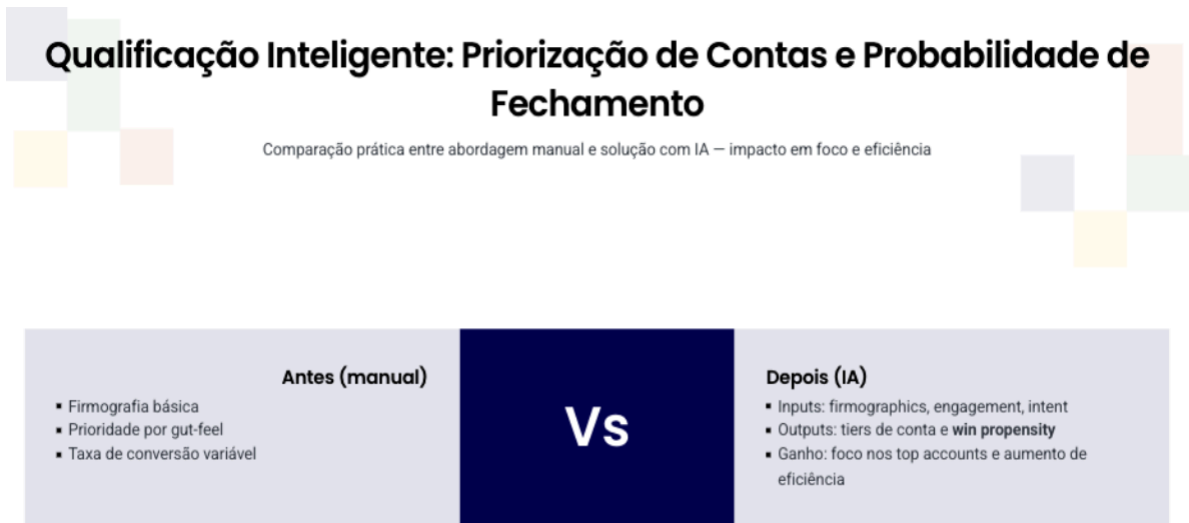 Qualificação Inteligente: Priorização de Contas e Probabilidade de
Fechamento
Comparação prática entre abordagem manual e solução com IA — impacto em foco e eficiência
Antes (manual)
▪ Firmografia básica
▪ Prioridade por gut-feel
▪ Taxa de conversão variável
Vs
Depois (IA)
▪ Inputs: firmographics, engagement, intent
▪ Outputs: tiers de conta e win propensity
▪ Ganho: foco nos top accounts e aumento de
eficiência